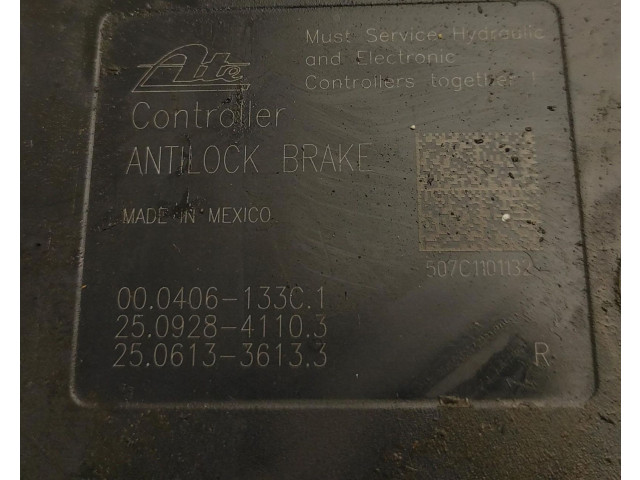 Ate
Must Service Hydraulic
and Electronic
Controllers together !
Controller
ANTILOCK BRAKE
MADE IN MEXICO
507C1101132
00.0406-133C.1
25.0928-4110.3
25.0613-3613.3
R